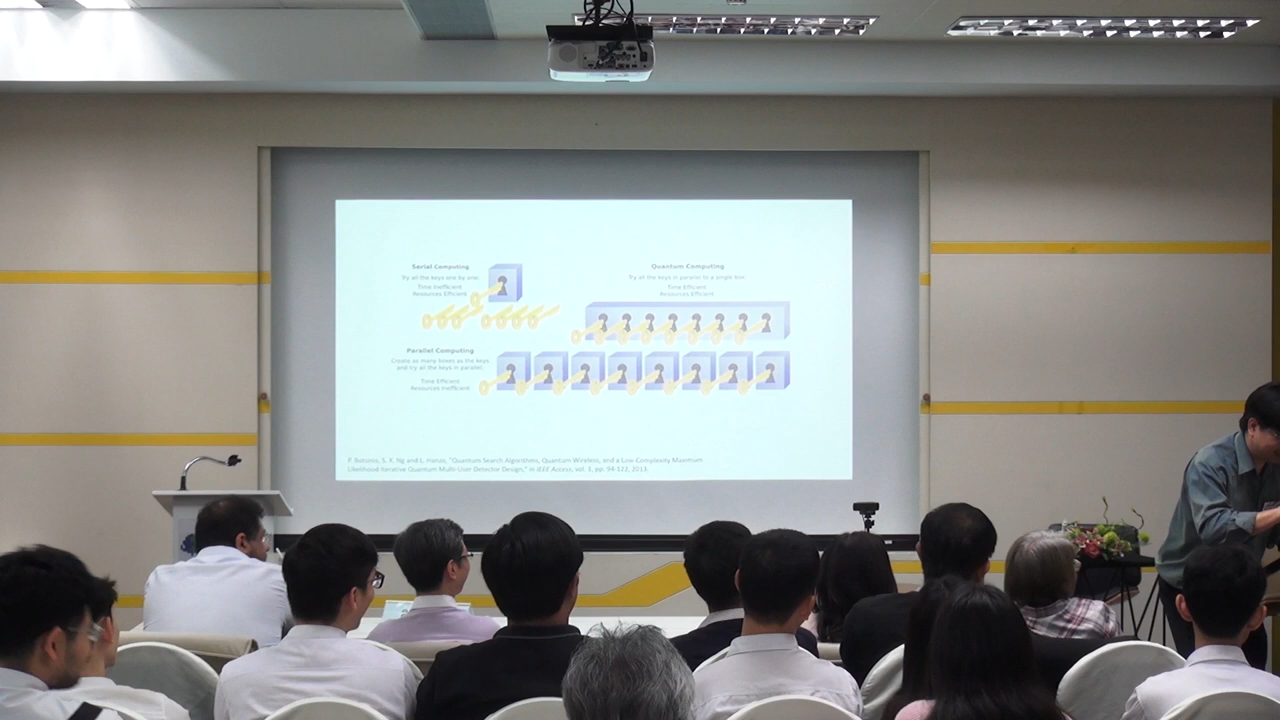 Serial Computing
Try all the keys one by one.
Time Inefficient
Resources Efficient
Quantum Computing
Try all the keys in parallel to a single box.
Time Efficient
Resources Efficient
Parallel Computing
Create as many boxes as the keys
and try all the keys in parallel.
Time Efficient
Resources Inefficient
P. Botsinis, S. X. Ng and L. Hanzo, "Quantum Search Algorithms, Quantum Wireless, and a Low-Complexity Maximum
Likelihood Iterative Quantum Multi-User Detector Design," in IEEE Access, vol. 1, pp. 94-122, 2013.